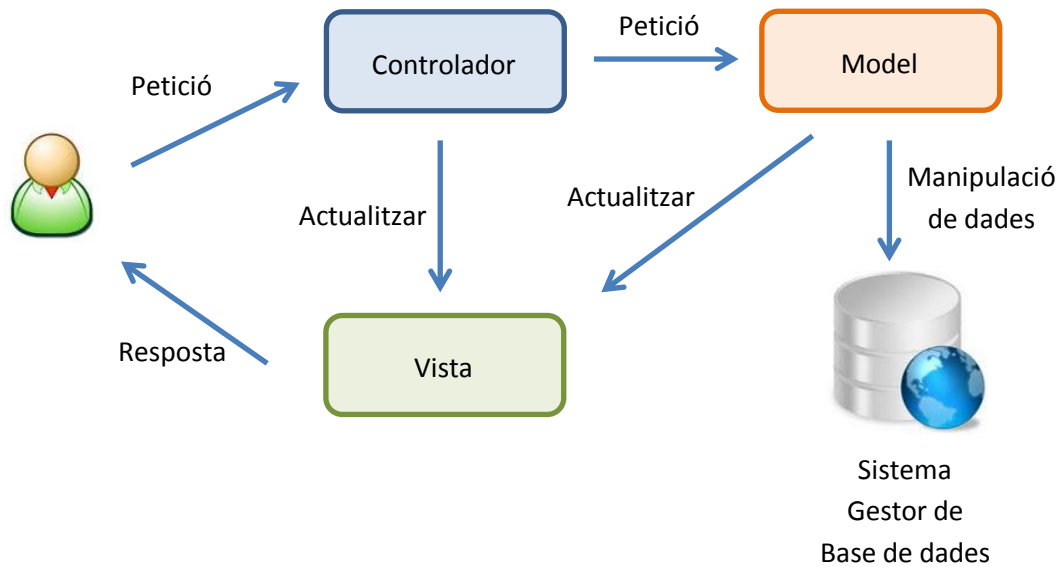 Petició
Controlador
Model
Petició
Manipulació
de dades
Actualitzar
Actualitzar
Resposta
Vista
Sistema
Gestor de
Base de dades